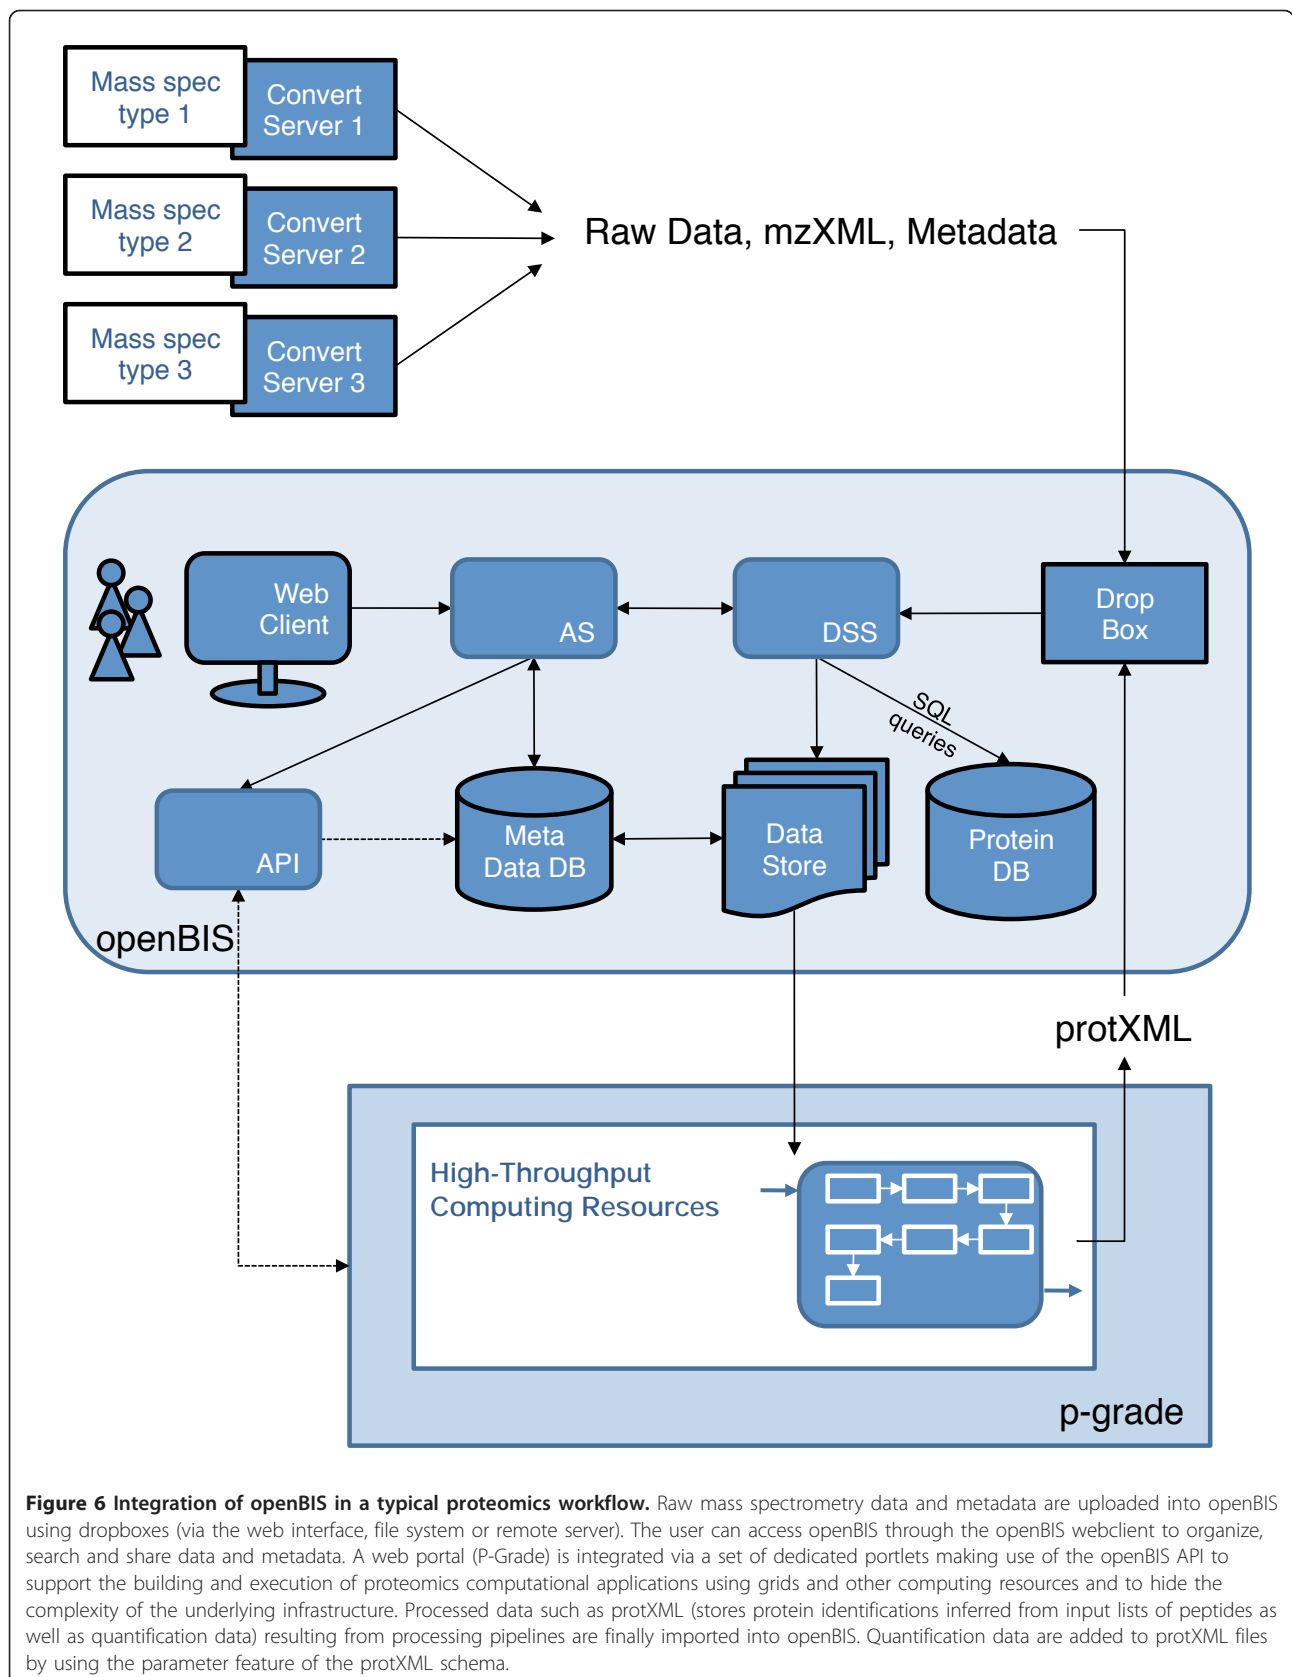 Mass spec
type 1
Convert
Server 1
Mass spec
type 2
Convert
Server 2
Raw Data, mzXML, Metadata
Mass spec
type 3
Convert
Server 3
Web
Client
AS
DSS
Drop
Box
SQL
queries
API
Meta
Data DB
Data
Store
Protein
DB
openBIS
protXML
High-Throughput
Computing Resources
p-grade
Figure 6 Integration of openBIS in a typical proteomics workflow. Raw mass spectrometry data and metadata are uploaded into openBIS
using dropboxes (via the web interface, file system or remote server). The user can access openBIS through the openBIS webclient to organize,
search and share data and metadata. A web portal (P-Grade) is integrated via a set of dedicated portlets making use of the openBIS API to
support the building and execution of proteomics computational applications using grids and other computing resources and to hide the
complexity of the underlying infrastructure. Processed data such as protXML (stores protein identifications inferred from input lists of peptides as
well as quantification data) resulting from processing pipelines are finally imported into openBIS. Quantification data are added to protXML files
by using the parameter feature of the protXML schema.